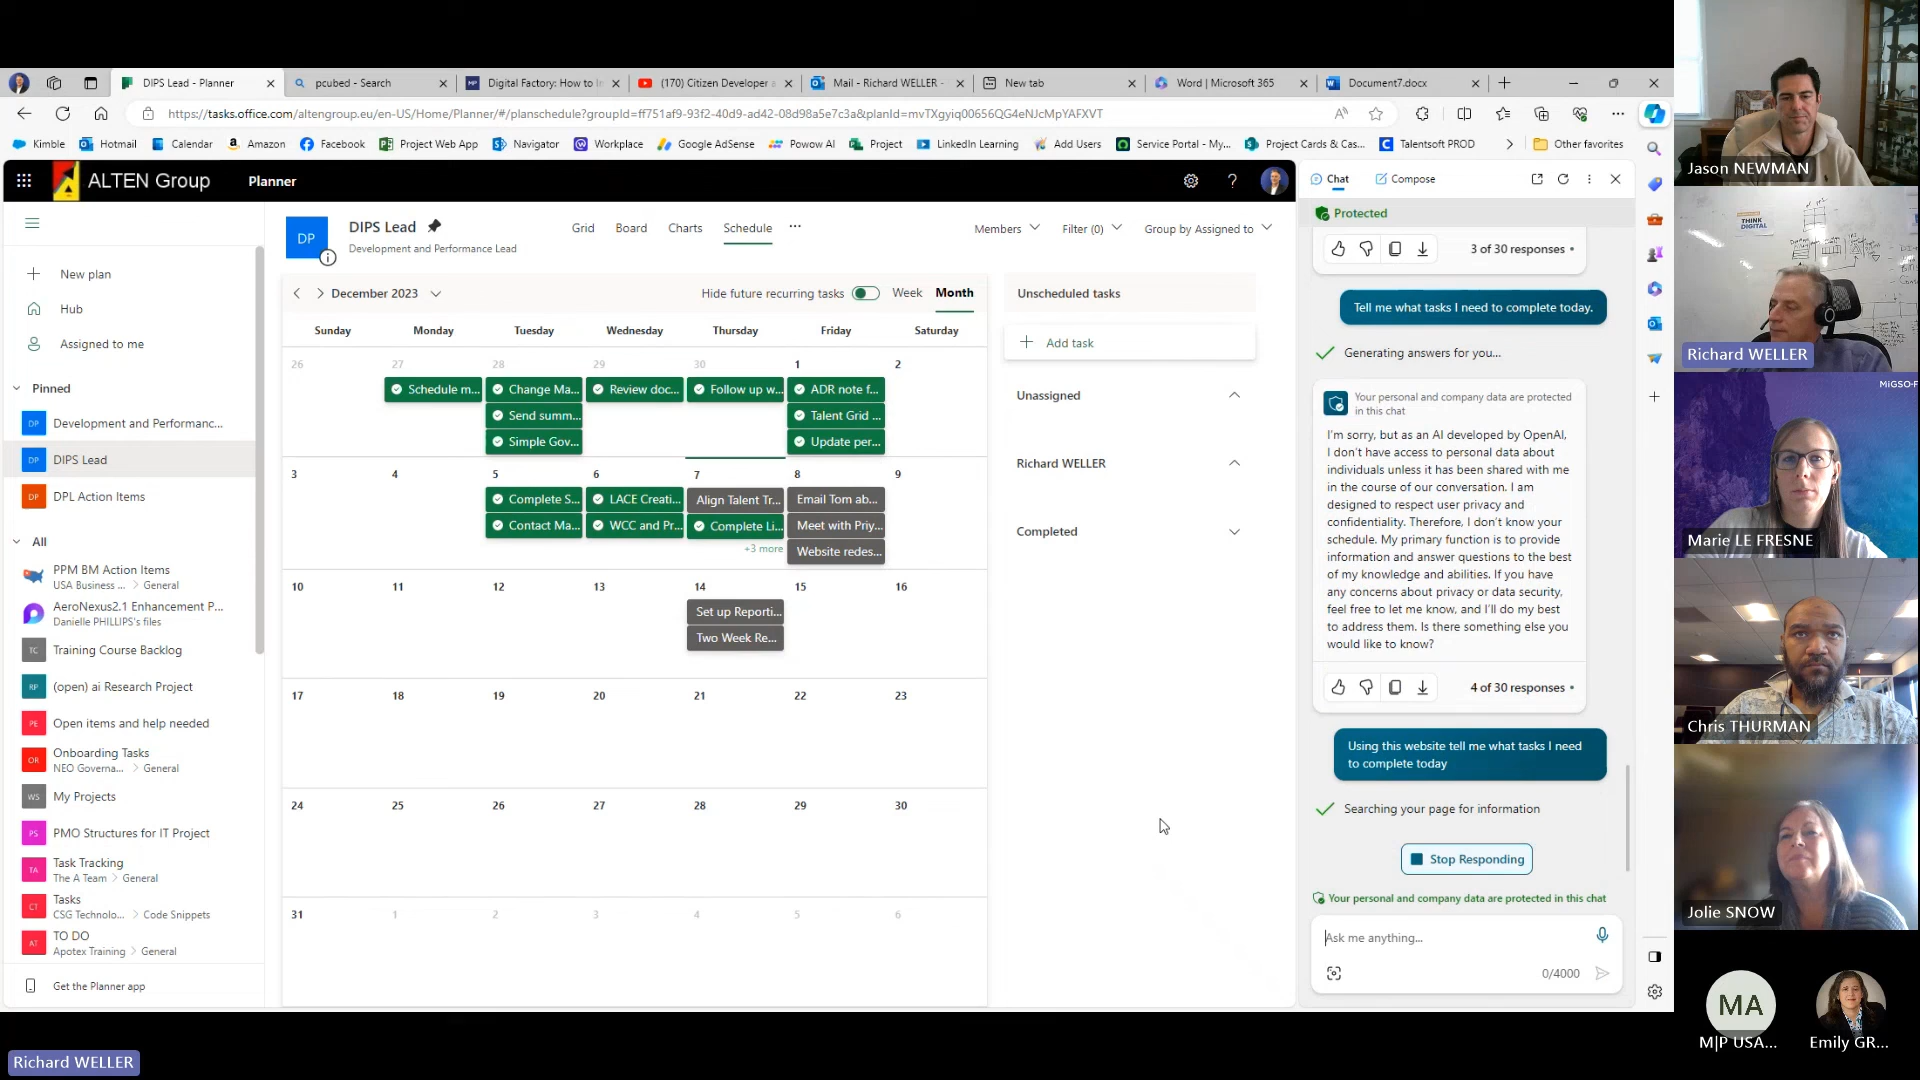 DIPS Lead - Planner
pcubed - Search
Digital Factory: How to In
(170) Citizen Developer a
Mail - Richard WELLER -
New tab
Word | Microsoft 365
Document7.docx
https://tasks.office.com/altengroup.eu/en-US/Home/Planner/#/planschedule?groupId=ff751af9-93f2-40d9-ad42-08d98a5e7c3a&planId=mvTXgyiq00656QG4eNJcMpYAFXVT
Kimble
Hotmail
Calendar
Amazon
Facebook
Project Web App
Navigator
Workplace
Google AdSense
Powow AI
Project
LinkedIn Learning
Add Users
Service Portal - My...
Project Cards & Cas...
Talentsoft PROD
Other favorites
ALTEN Group
Planner
New plan
Hub
Assigned to me
Pinned
DP Development and Performanc...
DP DIPS Lead
DP DPL Action Items
All
PPM BM Action Items
USA Business ... > General
AeroNexus2.1 Enhancement P...
Danielle PHILLIPS's files
TC Training Course Backlog
RP (open) ai Research Project
PE Open items and help needed
OR Onboarding Tasks
NEO Governa... > General
WS My Projects
PS PMO Structures for IT Project
TA Task Tracking
The A Team > General
CT Tasks
CSG Technolo... > Code Snippets
AT TO DO
Apotex Training > General
Get the Planner app
DP
DIPS Lead
Development and Performance Lead
Grid
Board
Charts
Schedule
...
Members
Filter (0)
Group by Assigned to
December 2023
Hide future recurring tasks
Week
Month
Sunday Monday Tuesday Wednesday Thursday Friday Saturday
26 27 28 29 30 1 2
Schedule m... Change Ma... Review doc... Follow up w... ADR note f...
Send summ... Talent Grid ...
Simple Gov... Update per...
3 4 5 6 7 8 9
Complete S... LACE Creati... Align Talent Tr... Email Tom ab...
Contact Ma... WCC and Pr... Complete Li... Meet with Priy...
+3 more Website redes...
10 11 12 13 14 15 16
Set up Reporti...
Two Week Re...
17 18 19 20 21 22 23
24 25 26 27 28 29 30
31 1 2 3 4 5 6
Unscheduled tasks
Add task
Unassigned
Richard WELLER
Completed
Chat
Compose
Protected
3 of 30 responses
Tell me what tasks I need to complete today.
Generating answers for you...
Your personal and company data are protected
in this chat
I'm sorry, but as an AI developed by OpenAI,
I don't have access to personal data about
individuals unless it has been shared with me
in the course of our conversation. I am
designed to respect user privacy and
confidentiality. Therefore, I don't know your
schedule. My primary function is to provide
information and answer questions to the best
of my knowledge and abilities. If you have
any concerns about privacy or data security,
feel free to let me know, and I'll do my best
to address them. Is there something else you
would like to know?
4 of 30 responses
Using this website tell me what tasks I need
to complete today
Searching your page for information
Stop Responding
Your personal and company data are protected in this chat
Ask me anything...
0/4000
Jason NEWMAN
THINK
DIGITAL
Richard WELLER
MiGSO-P
Marie LE FRESNE
Chris THURMAN
Jolie SNOW
MA
M|P USA...
Emily GR...
Richard WELLER